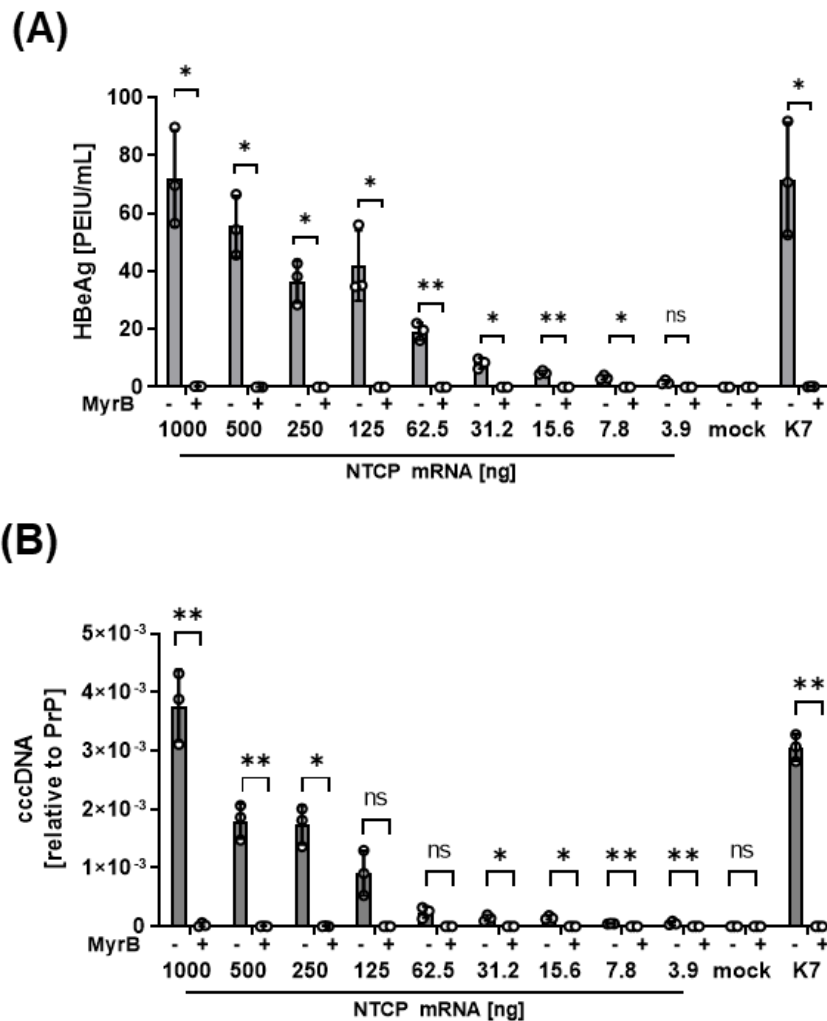 (A)
* * * * ** * ** * ns *
HBeAg [PEIU/mL]
100
80
60
40
20
0
MyrB - + - + - + - + - + - + - + - + - + - + - +
1000 500 250 125 62.5 31.2 15.6 7.8 3.9 mock K7
NTCP mRNA [ng]
(B)
** ** * ns ns * * ** ** ns **
cccDNA
[relative to PrP]
5×10⁻³
4×10⁻³
3×10⁻³
2×10⁻³
1×10⁻³
0
MyrB - + - + - + - + - + - + - + - + - + - + - +
1000 500 250 125 62.5 31.2 15.6 7.8 3.9 mock K7
NTCP mRNA [ng]